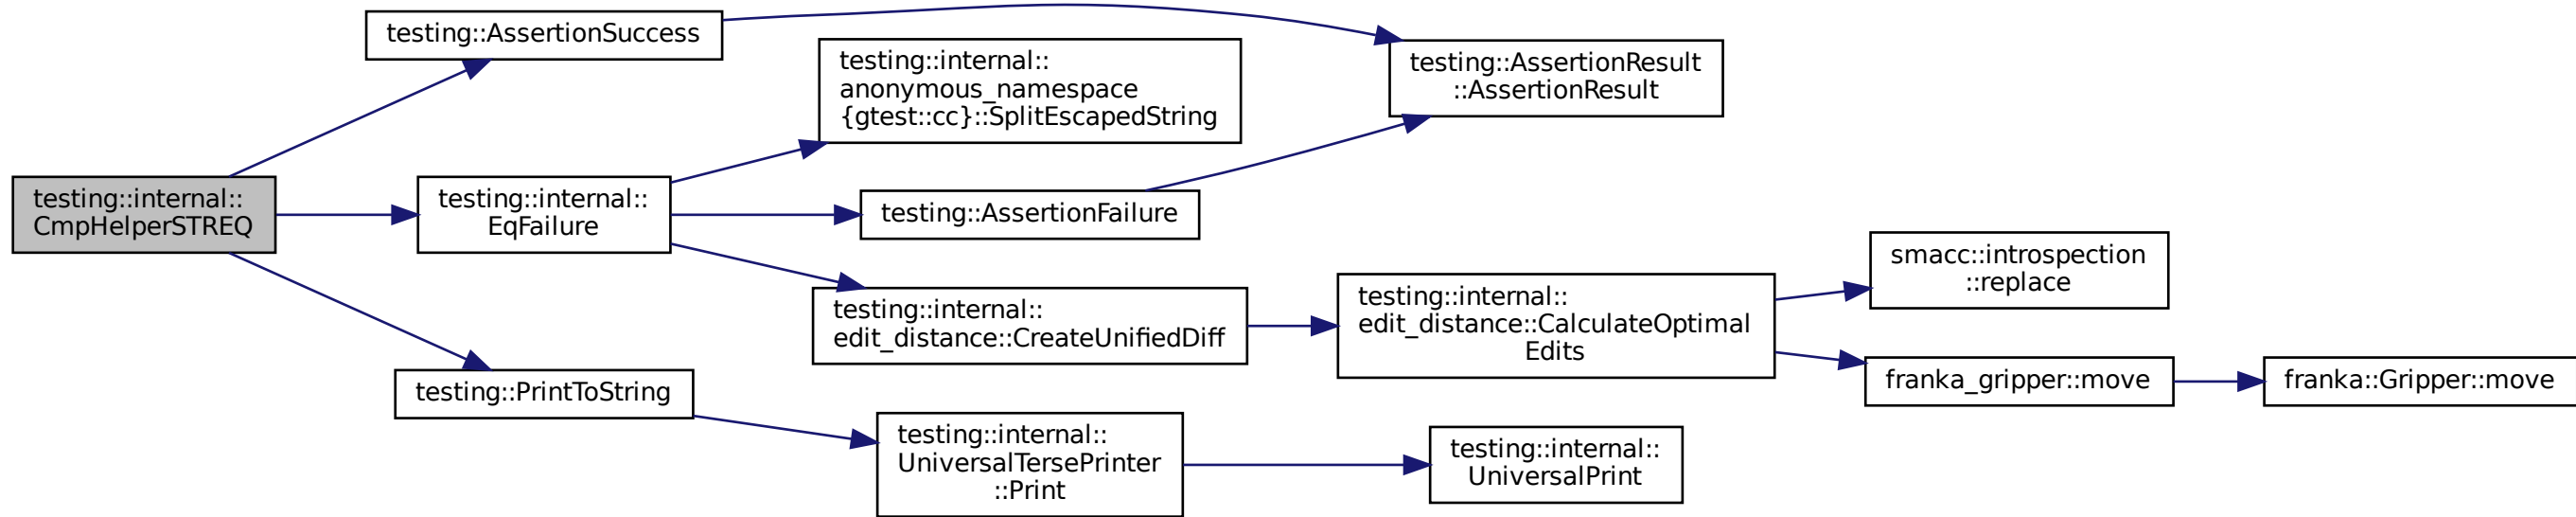 testing::internal::
CmpHelperSTREQ
testing::AssertionSuccess
testing::internal::
EqFailure
testing::PrintToString
testing::internal::
anonymous_namespace
{gtest::cc}::SplitEscapedString
testing::AssertionFailure
testing::internal::
edit_distance::CreateUnifiedDiff
testing::internal::
UniversalTersePrinter
::Print
testing::AssertionResult
::AssertionResult
testing::internal::
edit_distance::CalculateOptimal
Edits
testing::internal::
UniversalPrint
smacc::introspection
::replace
franka_gripper::move
franka::Gripper::move